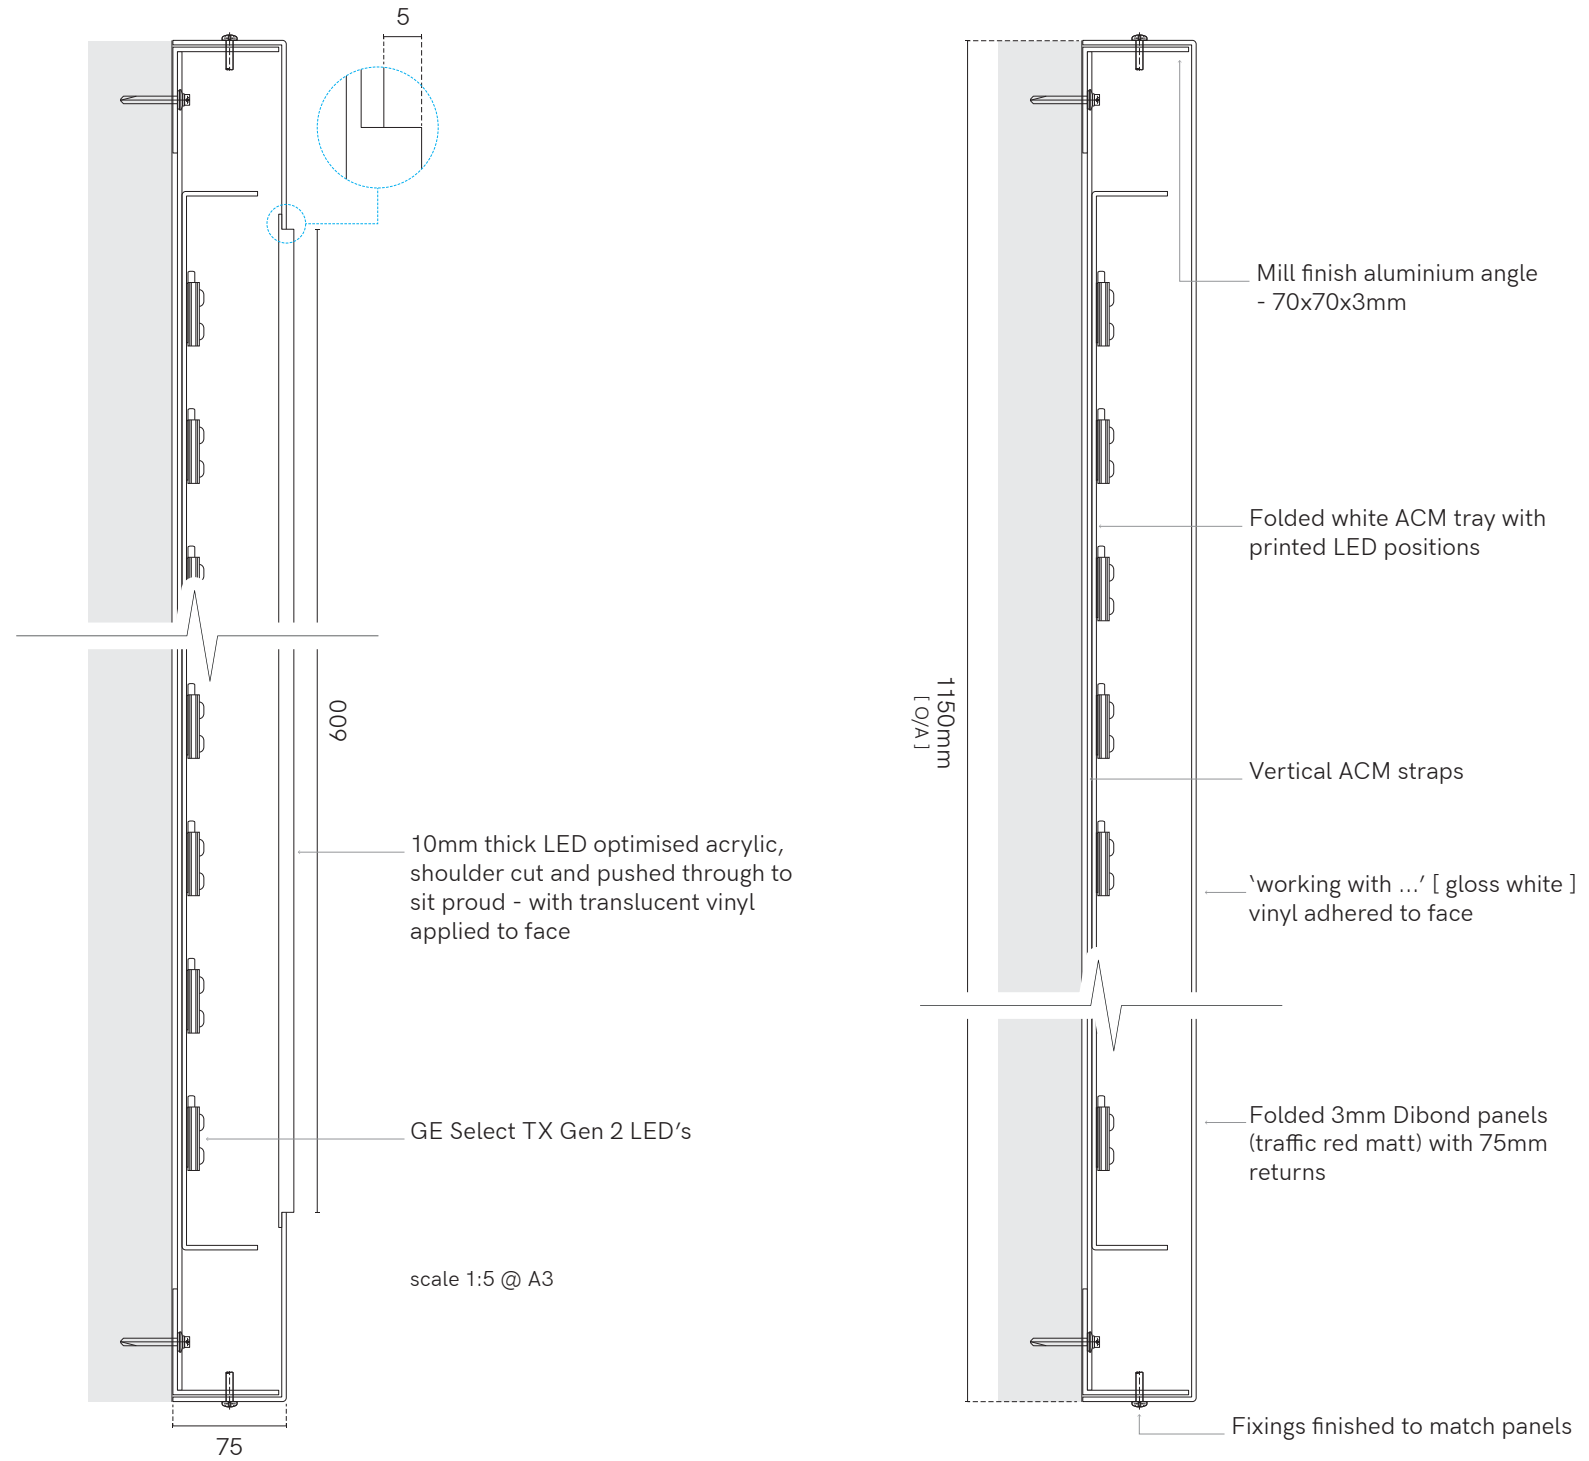 5
600
10mm thick LED optimised acrylic,
shoulder cut and pushed through to
sit proud - with translucent vinyl
applied to face
GE Select TX Gen 2 LED’s
scale 1:5 @ A3
75
1150mm
[ O/A ]
Mill finish aluminium angle
- 70x70x3mm
Folded white ACM tray with
printed LED positions
Vertical ACM straps
‘working with ...’ [ gloss white ]
vinyl adhered to face
Folded 3mm Dibond panels
(traffic red matt) with 75mm
returns
Fixings finished to match panels